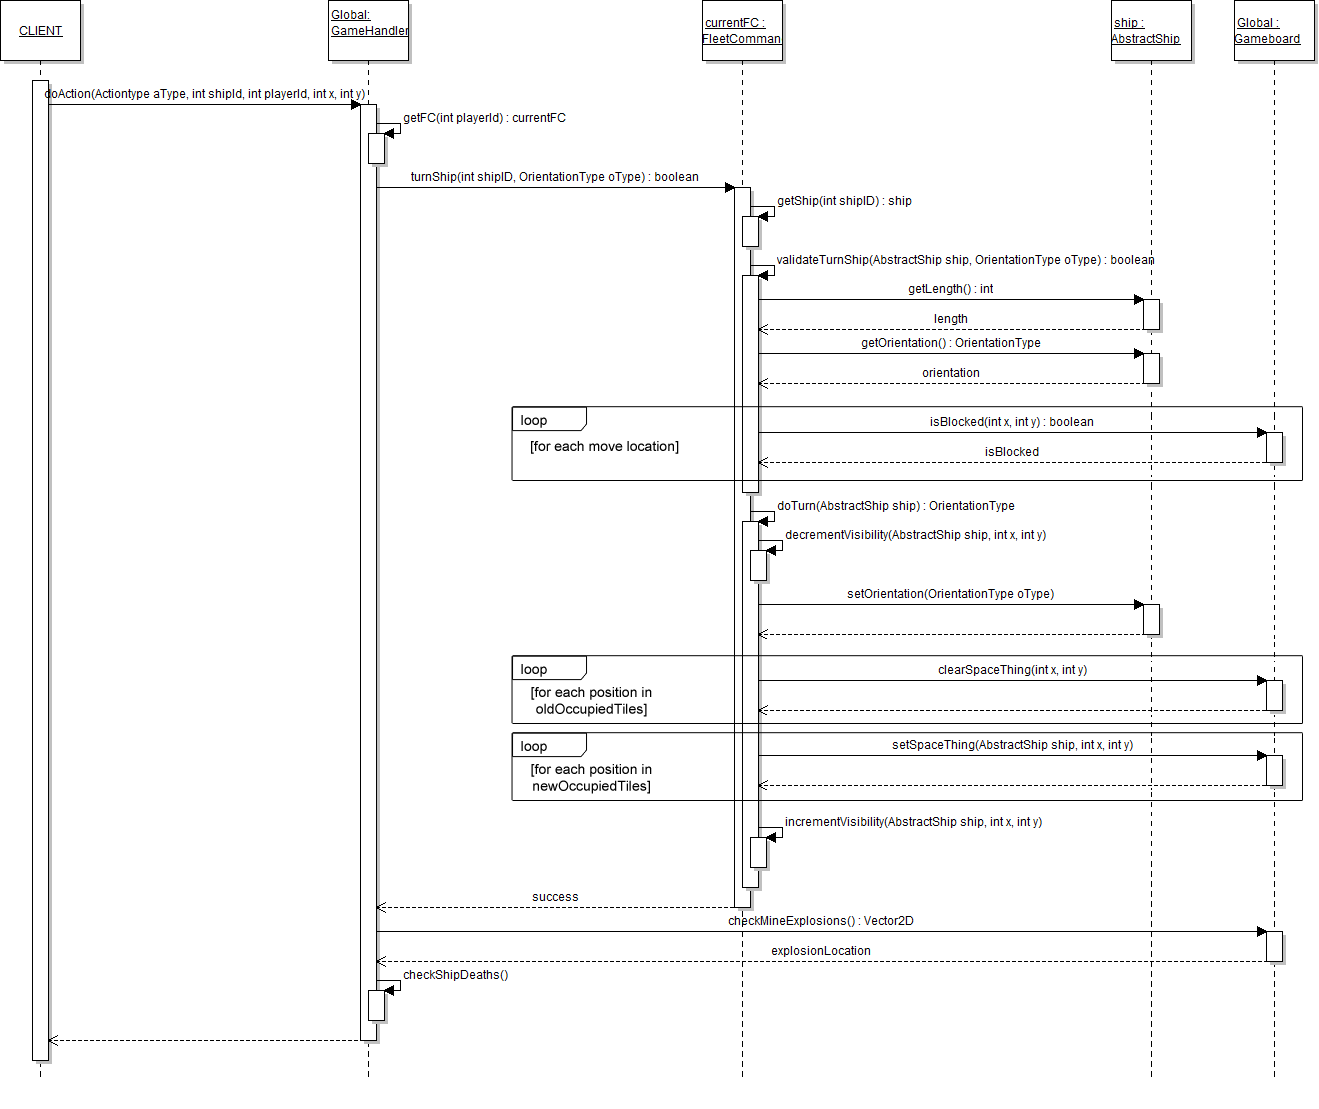 CLIENT
Global:
GameHandler
currentFC :
FleetComman
ship :
AbstractShip
Global :
Gameboard
doAction(Actiontype aType, int shipId, int playerId, int x, int y)
getFC(int playerId) : currentFC
turnShip(int shipID, OrientationType oType) : boolean
getShip(int shipID) : ship
validateTurnShip(AbstractShip ship, OrientationType oType) : boolean
getLength() : int
length
getOrientation() : OrientationType
orientation
loop
isBlocked(int x, int y) : boolean
[for each move location]
isBlocked
doTurn(AbstractShip ship) : OrientationType
decrementVisibility(AbstractShip ship, int x, int y)
setOrientation(OrientationType oType)
loop
clearSpaceThing(int x, int y)
[for each position in
oldOccupiedTiles]
loop
setSpaceThing(AbstractShip ship, int x, int y)
[for each position in
newOccupiedTiles]
incrementVisibility(AbstractShip ship, int x, int y)
success
checkMineExplosions() : Vector2D
explosionLocation
checkShipDeaths()